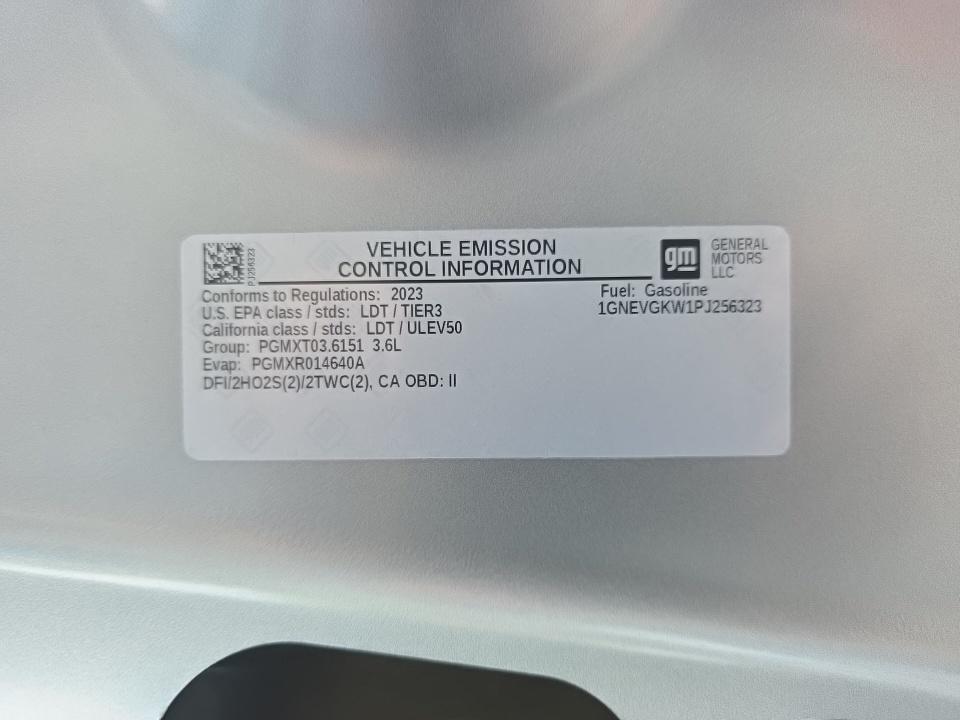 VEHICLE EMISSION
CONTROL INFORMATION
gm
GENERAL
MOTORS
LLC
PJ256323
Conforms to Regulations: 2023
U.S. EPA class / stds: LDT / TIER3
California class / stds: LDT / ULEV50
Group: PGMXT03.6151 3.6L
Evap: PGMXR014640A
DFI/2HO2S(2)/2TWC(2), CA OBD: II
Fuel: Gasoline
1GNEVGKW1PJ256323